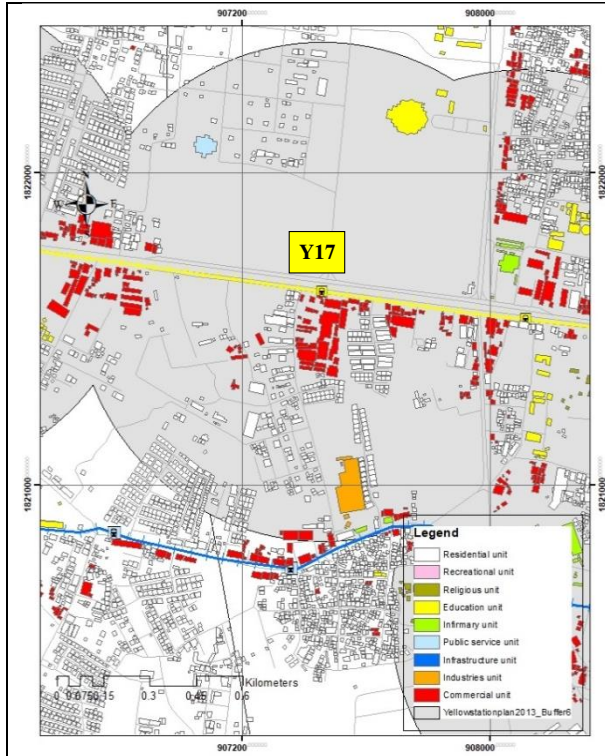 907200
908000
1822000
1822000
N
W
E
S
Y17
1821000
1821000
Legend
Residential unit
Recreational unit
Religious unit
Education unit
Infirmary unit
Public service unit
Infrastructure unit
Industries unit
Commercial unit
Yellowstationplan2013_Buffer6
Kilometers
0.3
0.45
0.6
907200
908000